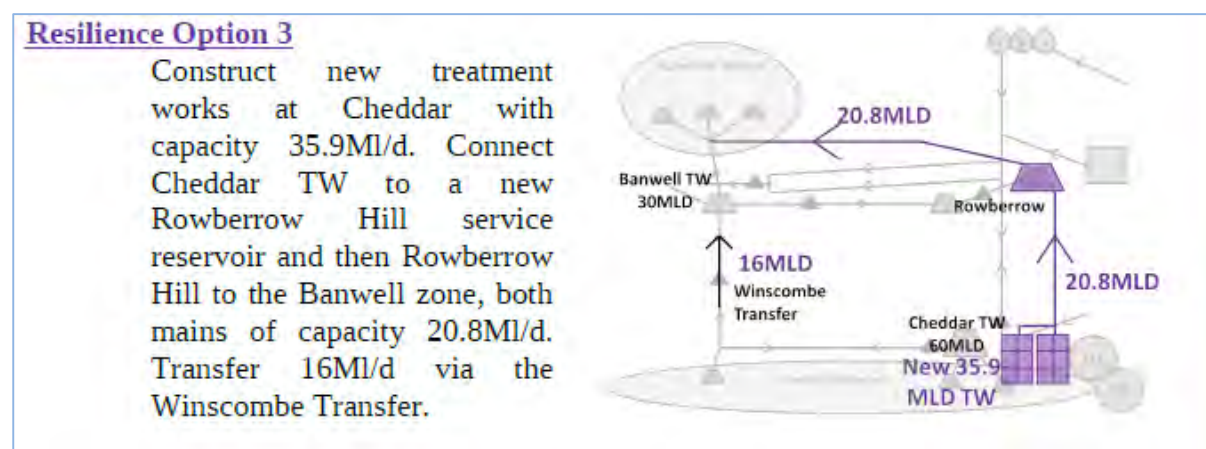 Resilience Option 3
Construct new treatment
works at Cheddar with
capacity 35.9Ml/d. Connect
Cheddar TW to a new
Rowberrow Hill service
reservoir and then Rowberrow
Hill to the Banwell zone, both
mains of capacity 20.8Ml/d.
Transfer 16Ml/d via the
Winscombe Transfer.
20.8MLD
Banwell TW
30MLD
Rowberrow
16MLD
Winscombe
Transfer
20.8MLD
Cheddar TW
60MLD
New 35.9
MLD TW